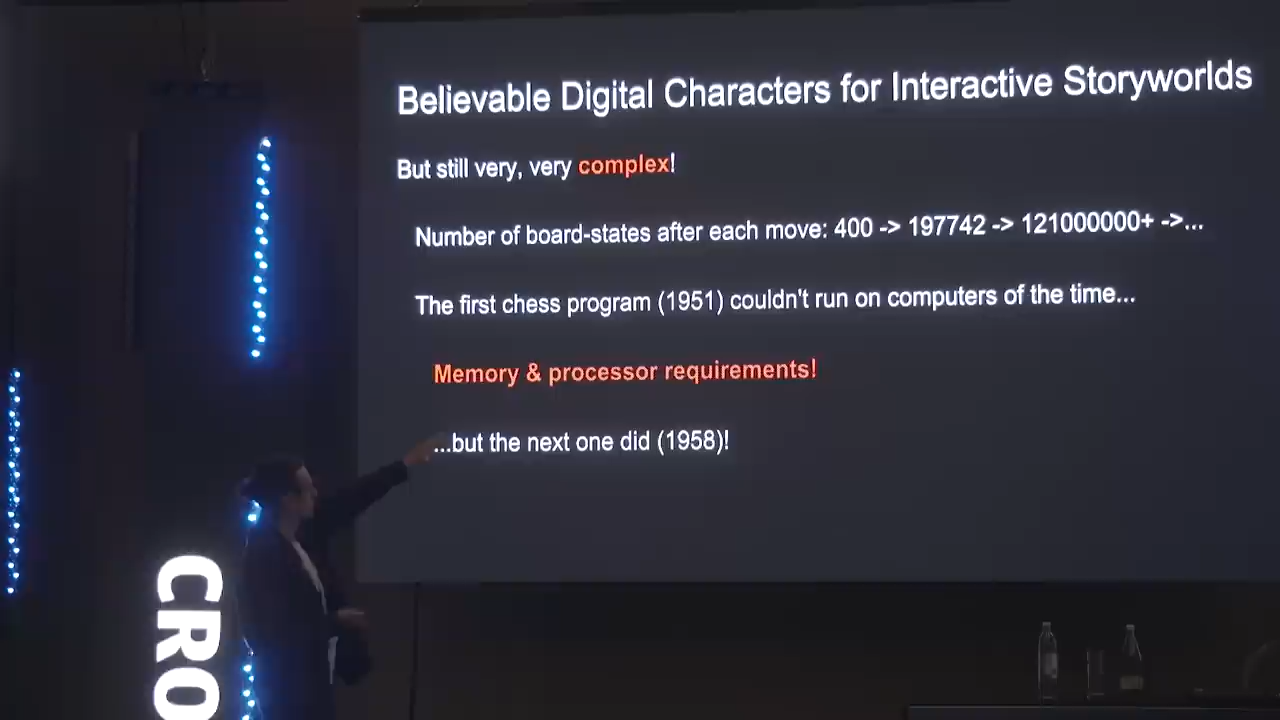 Believable Digital Characters for Interactive Storyworlds
But still very, very complex!
Number of board-states after each move: 400 -> 197742 -> 121000000+ ->...
The first chess program (1951) couldn't run on computers of the time...
Memory & processor requirements!
...but the next one did (1958)!
CRO